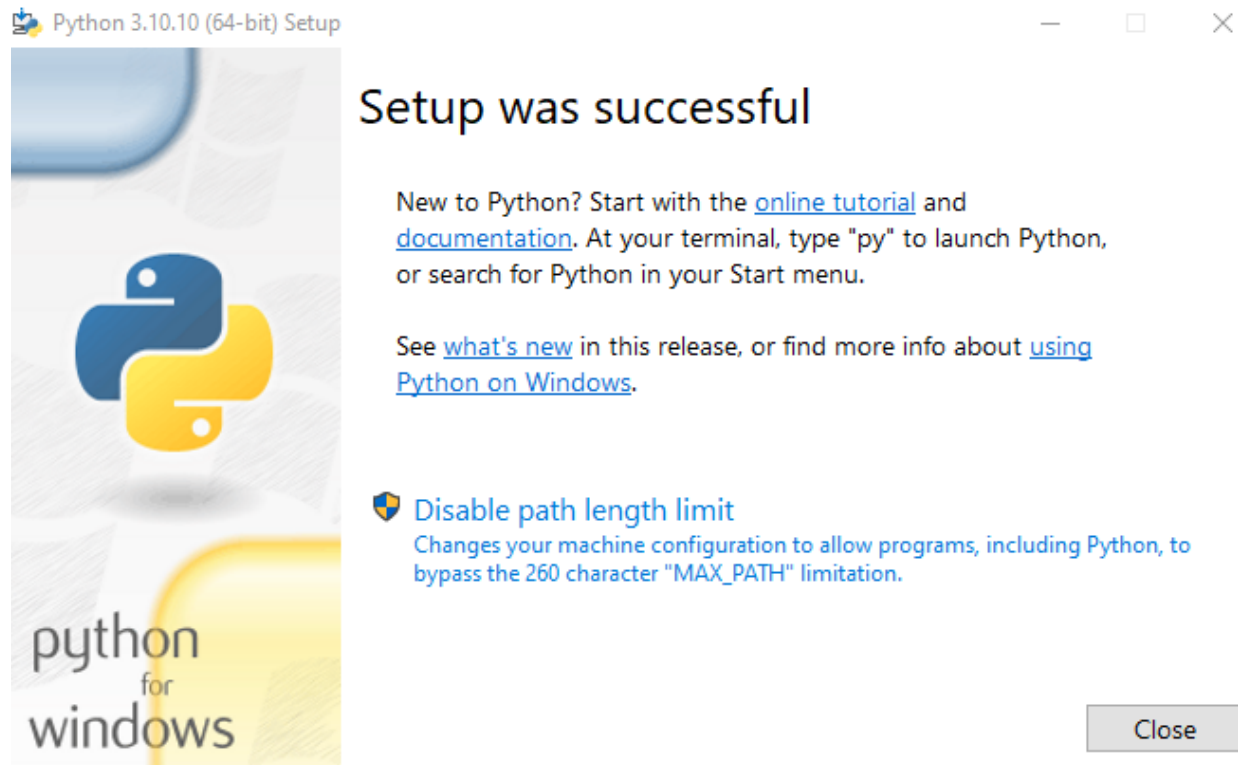 Python 3.10.10 (64-bit) Setup
Setup was successful
New to Python? Start with the online tutorial and
documentation. At your terminal, type "py" to launch Python,
or search for Python in your Start menu.
See what's new in this release, or find more info about using
Python on Windows.
Disable path length limit
Changes your machine configuration to allow programs, including Python, to
bypass the 260 character "MAX_PATH" limitation.
python
for
windows
Close